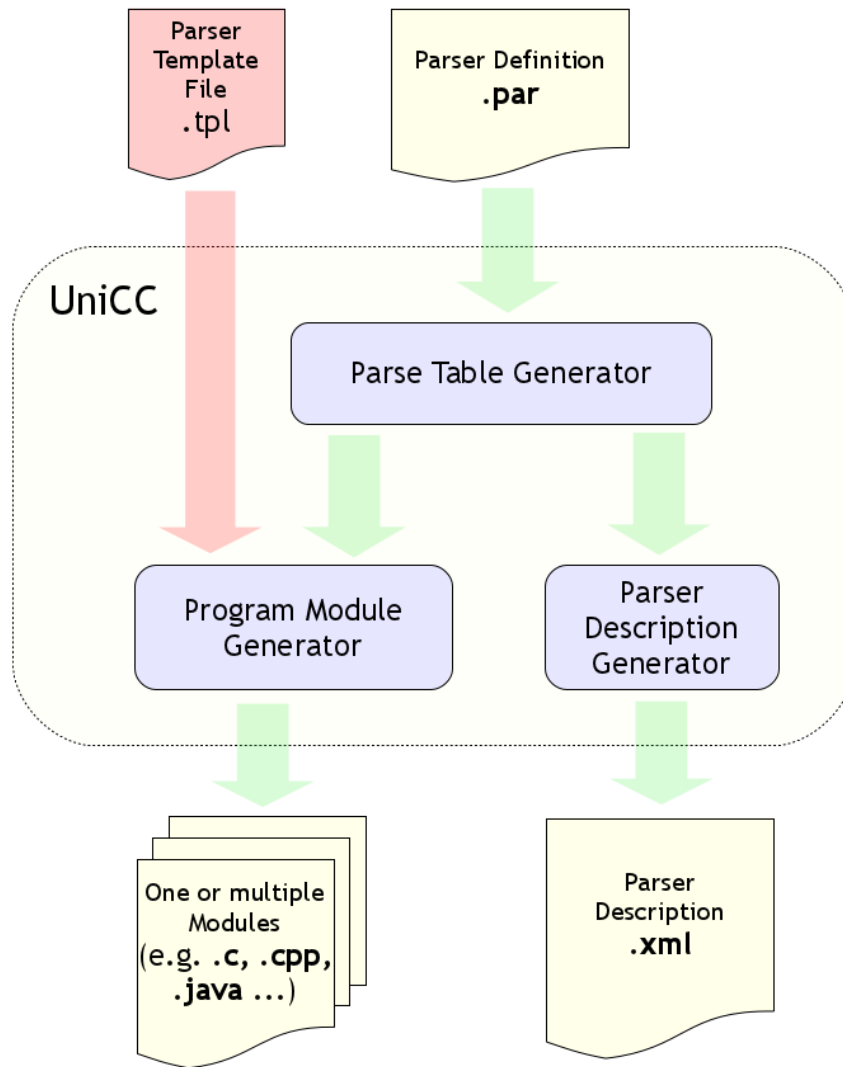 Parser
Template
File
.tpl
Parser Definition
.par
UniCC
Parse Table Generator
Program Module
Generator
Parser
Description
Generator
One or multiple
Modules
(e.g. .c, .cpp,
.java ...)
Parser
Description
.xml